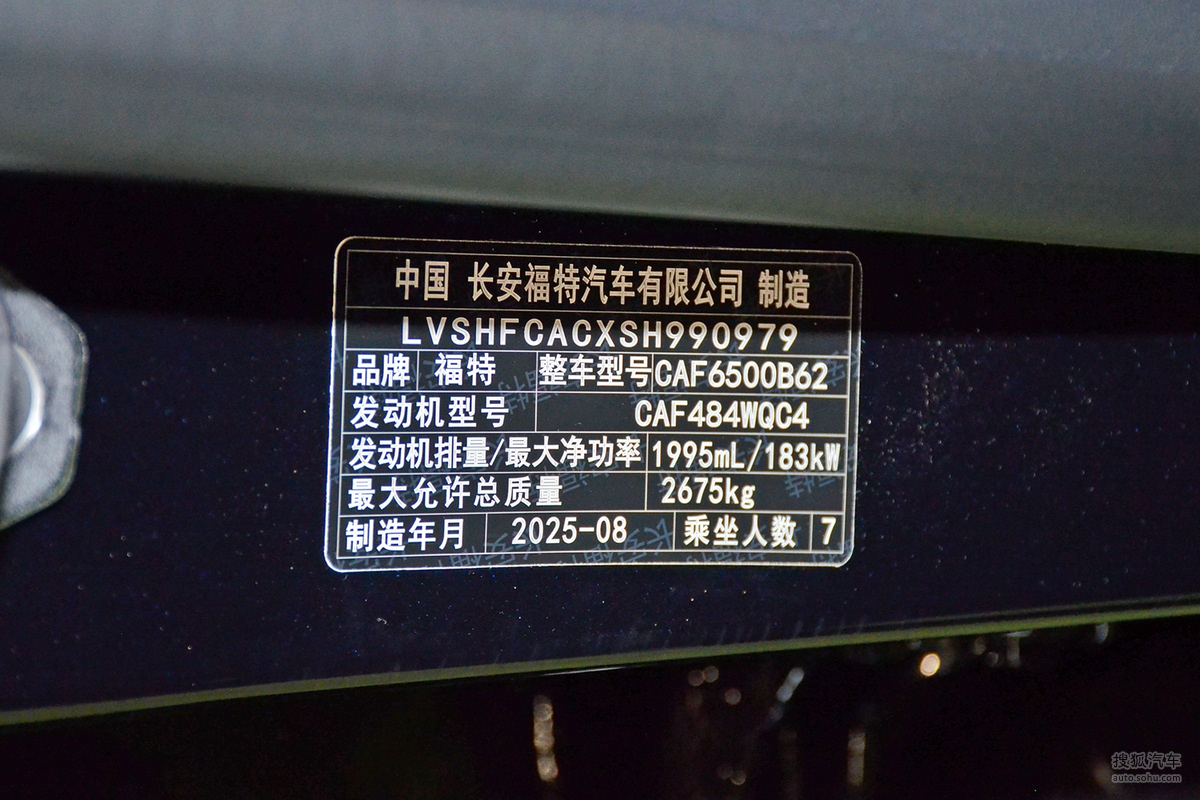 中国 长安福特汽车有限公司 制造
LVSHFCACXSH990979
品牌 福特 整车型号 CAF6500B62
发动机型号 CAF484WQC4
发动机排量/最大净功率 1995mL/183kW
最大允许总质量 2675kg
制造年月 2025-08 乘坐人数 7
搜狐汽车
auto.sohu.com